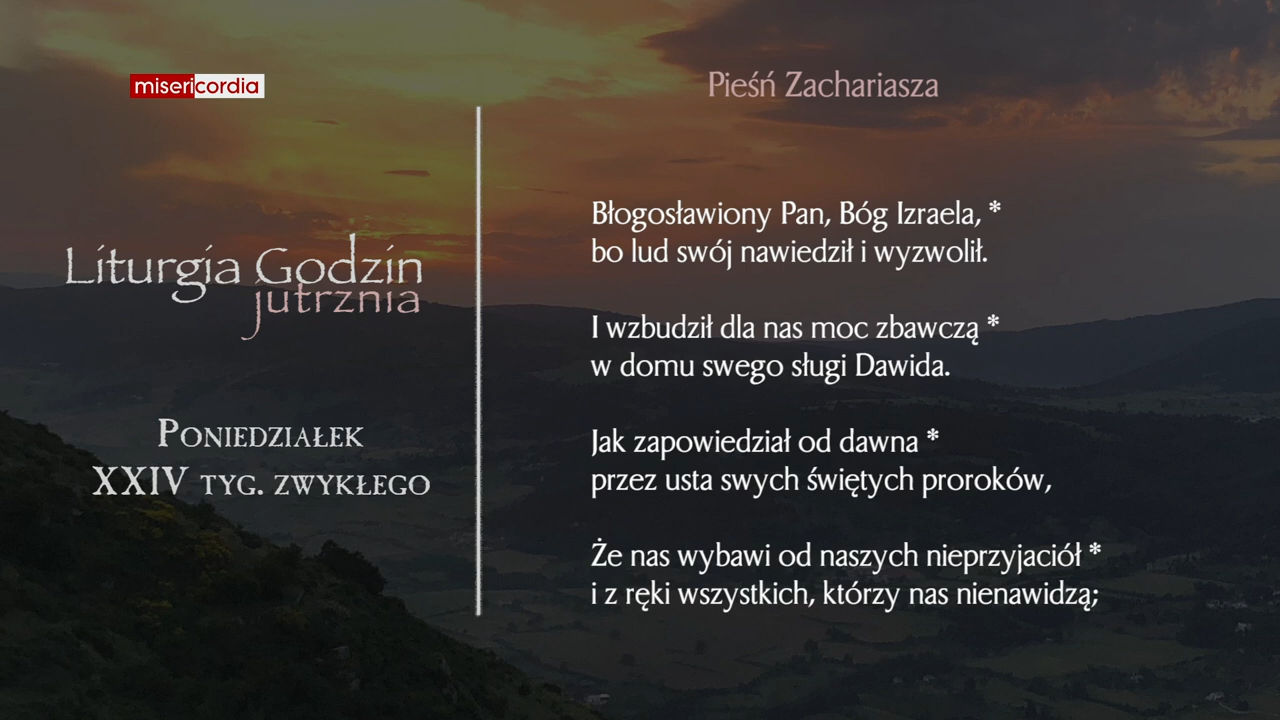 misericordia
Liturgia Godzin
jutrznia
Poniedziałek
XXIV tyg. zwykłego
Pieśń Zachariasza
Błogosławiony Pan, Bóg Izraela, *
bo lud swój nawiedził i wyzwolił.
I wzbudził dla nas moc zbawczą *
w domu swego sługi Dawida.
Jak zapowiedział od dawna *
przez usta swych świętych proroków,
Że nas wybawi od naszych nieprzyjaciół *
i z ręki wszystkich, którzy nas nienawidzą;